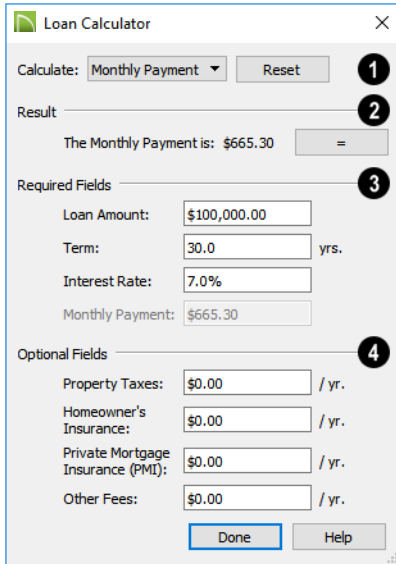 Loan Calculator
Calculate: Monthly Payment Reset 1
Result 2
The Monthly Payment is: $665.30 =
Required Fields 3
Loan Amount: $100,000.00
Term: 30.0 yrs.
Interest Rate: 7.0%
Monthly Payment: $665.30
Optional Fields 4
Property Taxes: $0.00 / yr.
Homeowner's
Insurance: $0.00 / yr.
Private Mortgage
Insurance (PMI): $0.00 / yr.
Other Fees: $0.00 / yr.
Done Help